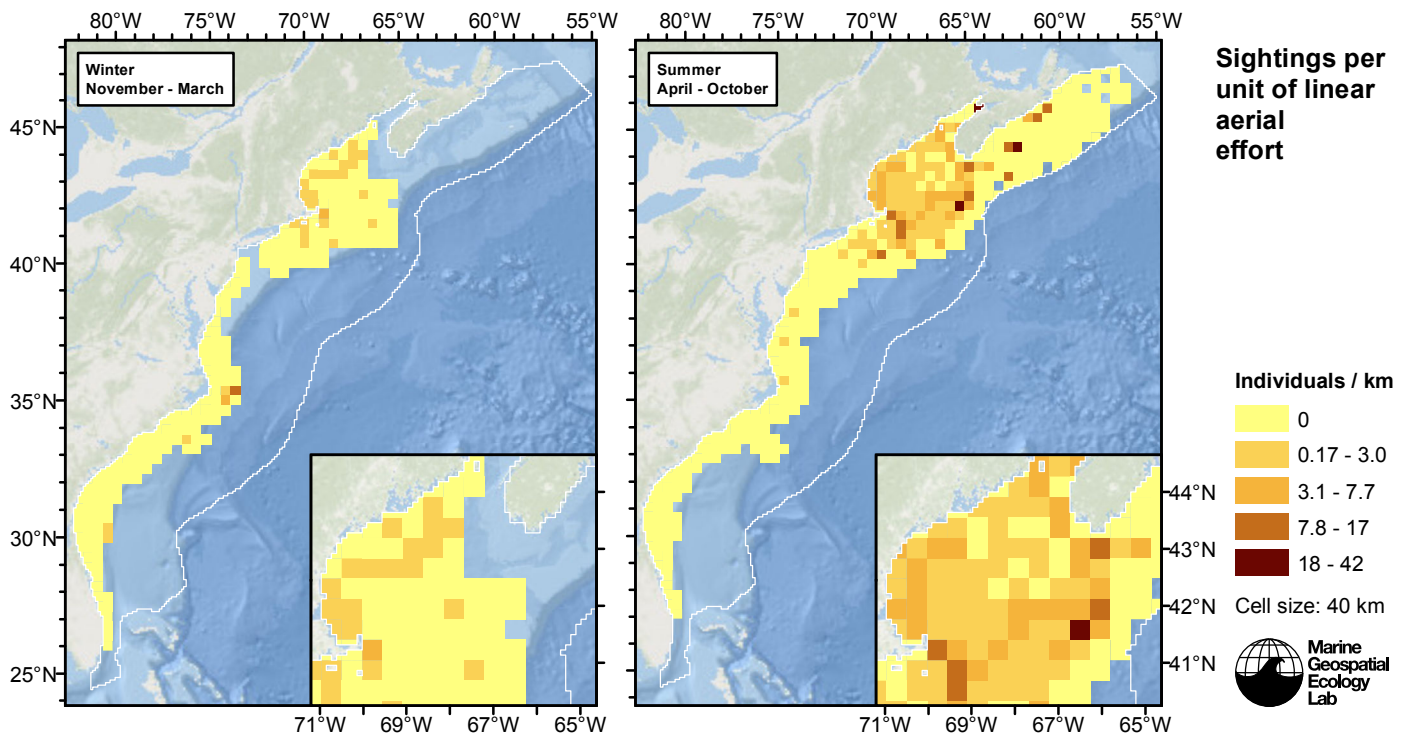 80°W 75°W 70°W 65°W 60°W 55°W
80°W 75°W 70°W 65°W 60°W 55°W
Winter
November - March
Summer
April - October
45°N
40°N
35°N
30°N
25°N
44°N
43°N
42°N
41°N
71°W 69°W 67°W 65°W
71°W 69°W 67°W 65°W
Sightings per
unit of linear
aerial
effort
Individuals / km
0
0.17 - 3.0
3.1 - 7.7
7.8 - 17
18 - 42
Cell size: 40 km
Marine
Geospatial
Ecology
Lab